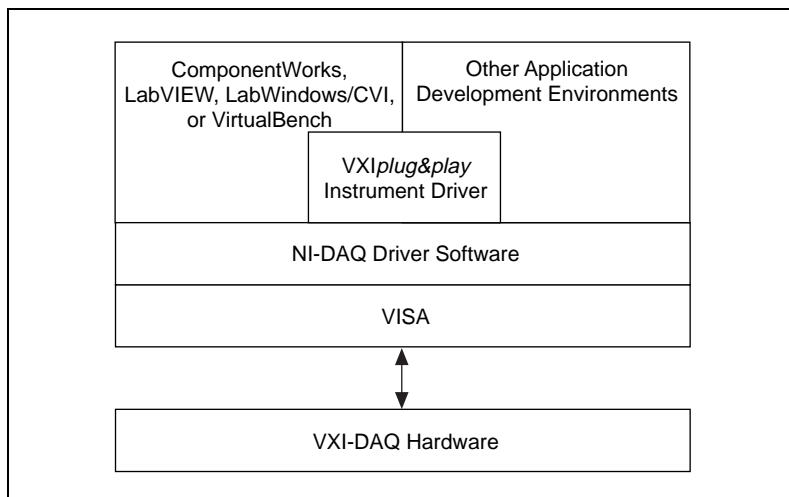 ComponentWorks,
LabVIEW, LabWindows/CVI,
or VirtualBench
Other Application
Development Environments
VXIplug&play
Instrument Driver
NI-DAQ Driver Software
VISA
VXI-DAQ Hardware